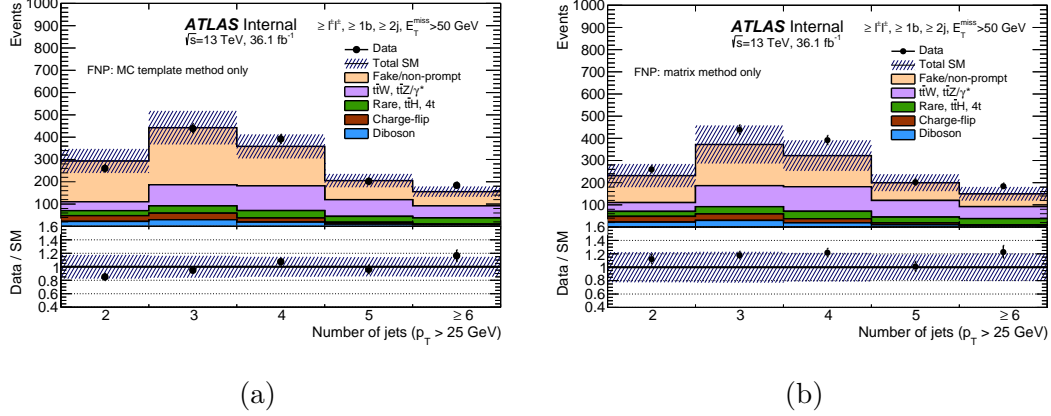 Events
1000
900
800
700
600
500
400
300
200
100
ATLAS Internal
√s=13 TeV, 36.1 fb⁻¹
≥ l±l±, ≥ 1b, ≥ 2j, E_T^miss>50 GeV
FNP: MC template method only
Data
Total SM
Fake/non-prompt
tt̄W, tt̄Z/γ*
Rare, tt̄H, 4t
Charge-flip
Diboson
Data / SM
1.6
1.4
1.2
1
0.8
0.6
0.4
2 3 4 5 ≥ 6
Number of jets (p_T > 25 GeV)
(a)
Events
1000
900
800
700
600
500
400
300
200
100
ATLAS Internal
√s=13 TeV, 36.1 fb⁻¹
≥ l±l±, ≥ 1b, ≥ 2j, E_T^miss>50 GeV
FNP: matrix method only
Data
Total SM
Fake/non-prompt
tt̄W, tt̄Z/γ*
Rare, tt̄H, 4t
Charge-flip
Diboson
Data / SM
1.6
1.4
1.2
1
0.8
0.6
0.4
2 3 4 5 ≥ 6
Number of jets (p_T > 25 GeV)
(b)